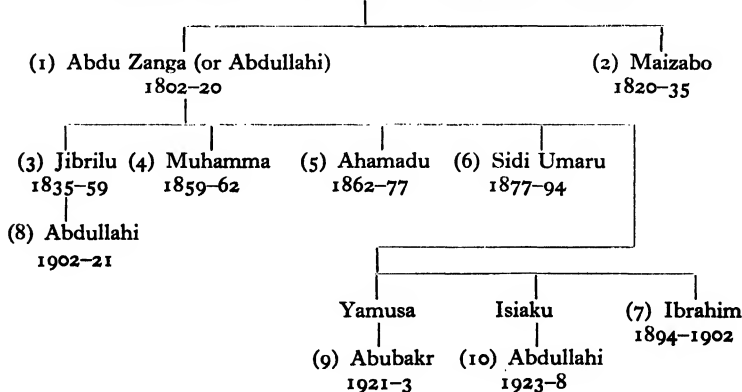 (1) Abdu Zanga (or Abdullahi) (2) Maizabo
1802–20 1820–35
(3) Jibrilu (4) Muhamma (5) Ahamadu (6) Sidi Umaru
1835–59 1859–62 1862–77 1877–94
(8) Abdullahi
1902–21
Yamusa Isiaku (7) Ibrahim
1894–1902
(9) Abubakr (10) Abdullahi
1921–3 1923–8